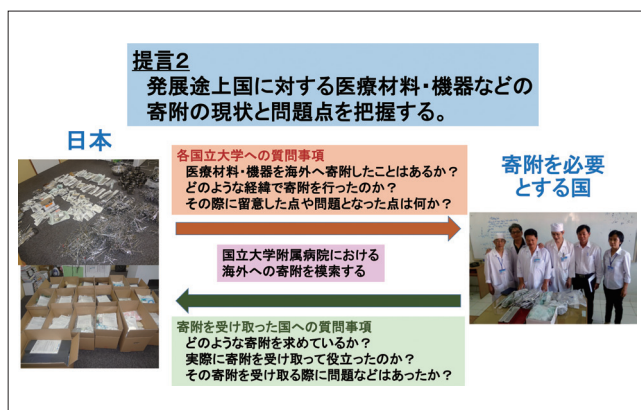 提言2
発展途上国に対する医療材料・機器などの
寄附の現状と問題点を把握する。
日本
各国立大学への質問事項
医療材料・機器を海外へ寄附したことはあるか？
どのような経緯で寄附を行ったのか？
その際に留意した点や問題となった点は何か？
寄附を必要
とする国
国立大学附属病院における
海外への寄附を模索する
寄附を受け取った国への質問事項
どのような寄附を求めているか？
実際に寄附を受け取って役立ったのか？
その寄附を受け取る際に問題などはあったか？